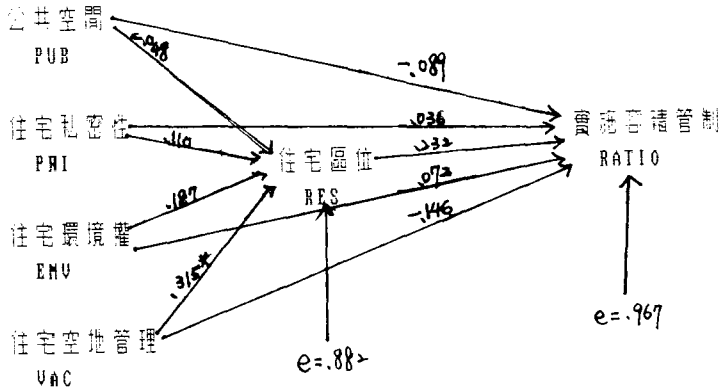 公共空間
PUB
-.048
-.089
住宅私密性
PRI
.110
.036
住宅區位
RES
.232
實施容積管制
RATIO
住宅環境權
ENV
.187
.072
-.146
.315*
住宅空地管理
VAC
e=.882
e=.967